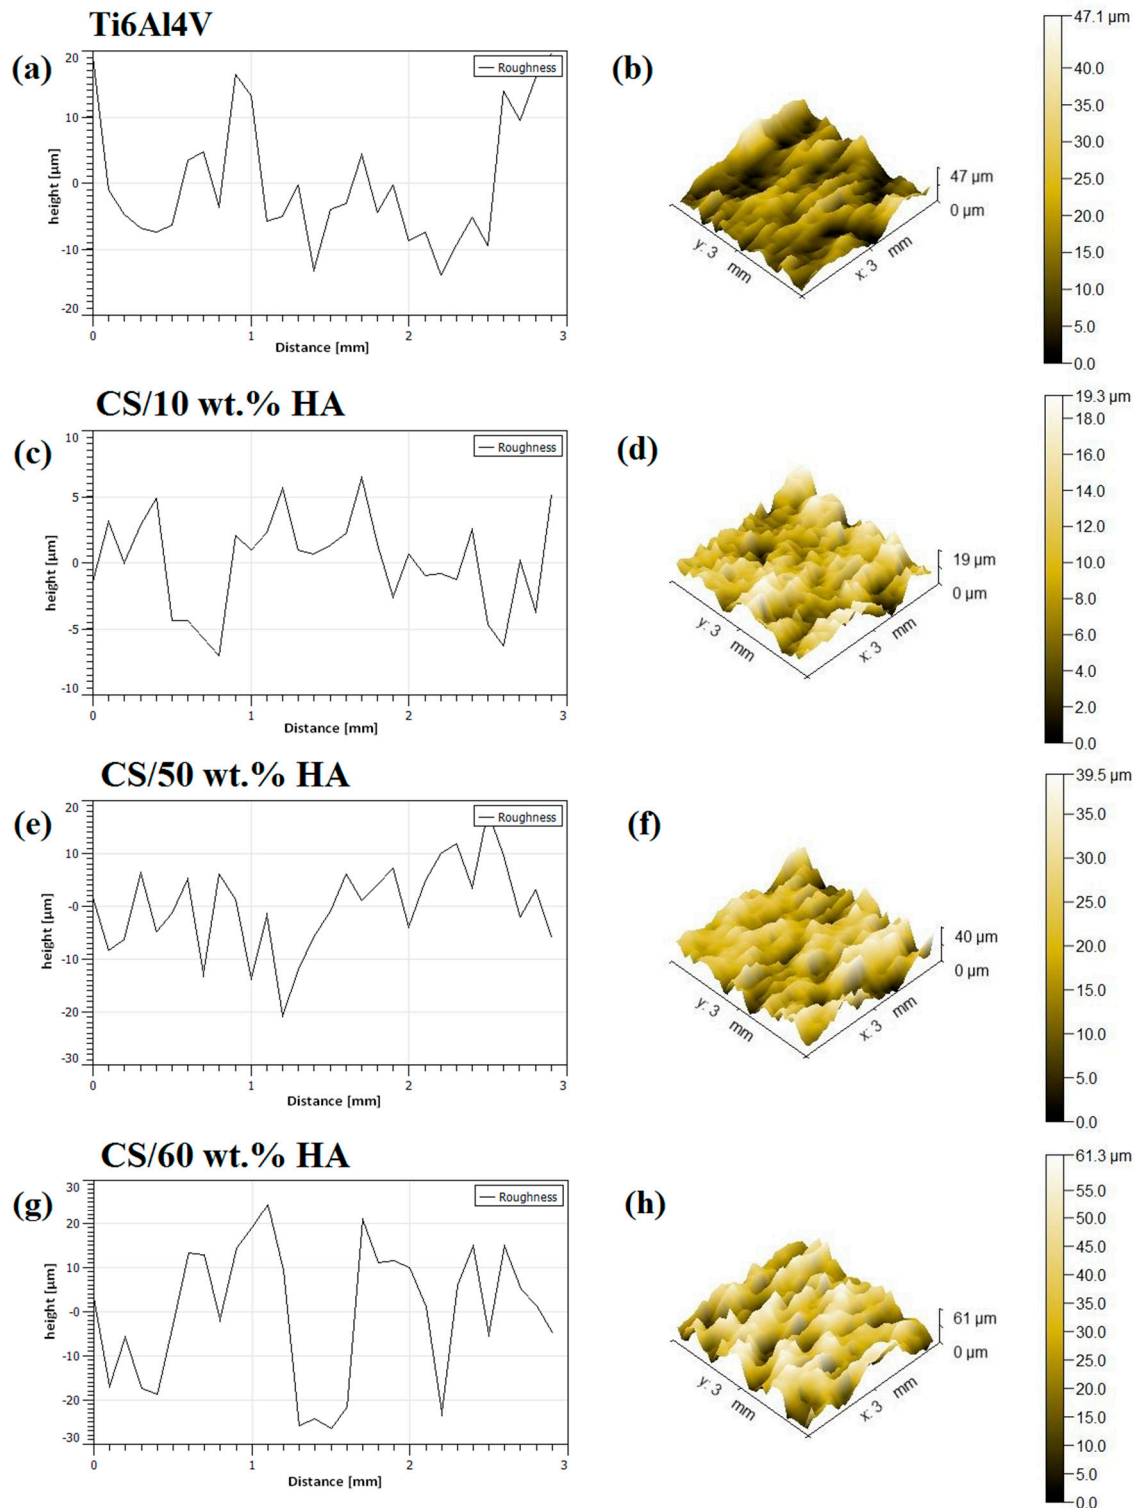 Ti6Al4V
(a)
20
10
0
-10
-20
height [µm]
Roughness
0 1 2 3
Distance [mm]
(b)
47 µm
0 µm
y: 3 mm
x: 3 mm
47.1 µm
40.0
35.0
30.0
25.0
20.0
15.0
10.0
5.0
0.0
CS/10 wt.% HA
(c)
10
5
0
-5
-10
height [µm]
Roughness
0 1 2 3
Distance [mm]
(d)
19 µm
0 µm
y: 3 mm
x: 3 mm
19.3 µm
18.0
16.0
14.0
12.0
10.0
8.0
6.0
4.0
2.0
0.0
CS/50 wt.% HA
(e)
20
10
-0
-10
-20
-30
height [µm]
Roughness
0 1 2 3
Distance [mm]
(f)
40 µm
0 µm
y: 3 mm
x: 3 mm
39.5 µm
35.0
30.0
25.0
20.0
15.0
10.0
5.0
0.0
CS/60 wt.% HA
(g)
30
20
10
-0
-10
-20
-30
height [µm]
Roughness
0 1 2 3
Distance [mm]
(h)
61 µm
0 µm
y: 3 mm
x: 3 mm
61.3 µm
55.0
50.0
45.0
40.0
35.0
30.0
25.0
20.0
15.0
10.0
5.0
0.0